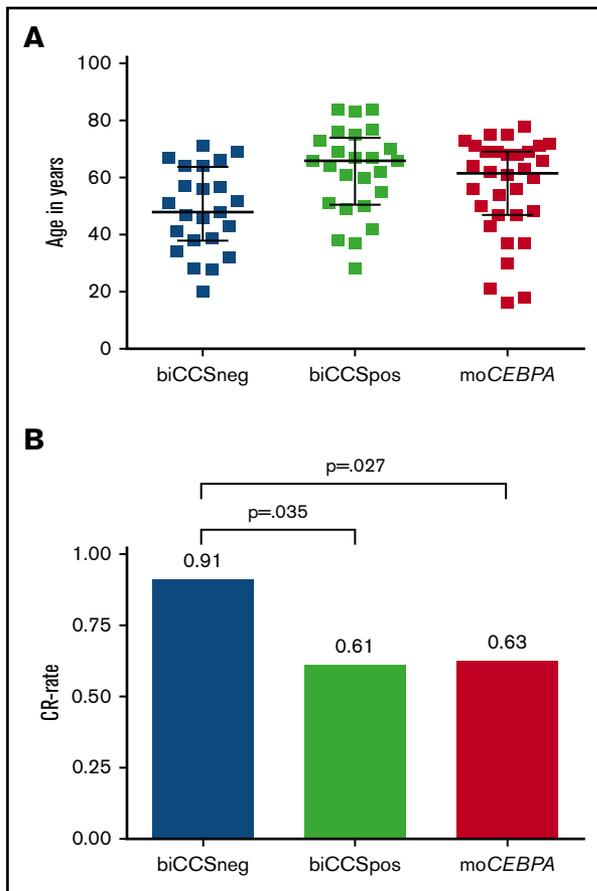 A
Age in years
100
80
60
40
20
0
biCCSneg biCCSpos moCEBPA
B
p=.027
p=.035
CR-rate
1.00
0.75
0.50
0.25
0.00
0.91
0.61
0.63
biCCSneg biCCSpos moCEBPA